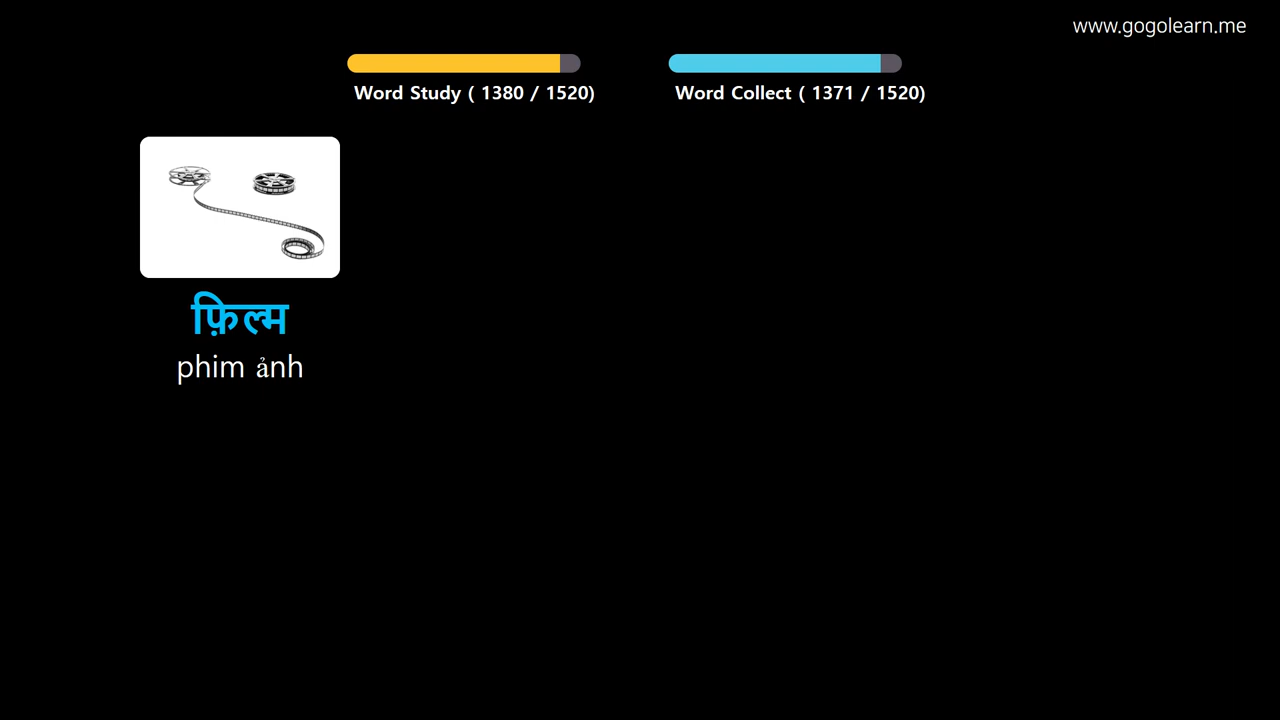 www.gogolearn.me
Word Study ( 1380 / 1520)
Word Collect ( 1371 / 1520)
फ़िल्म
phim ảnh